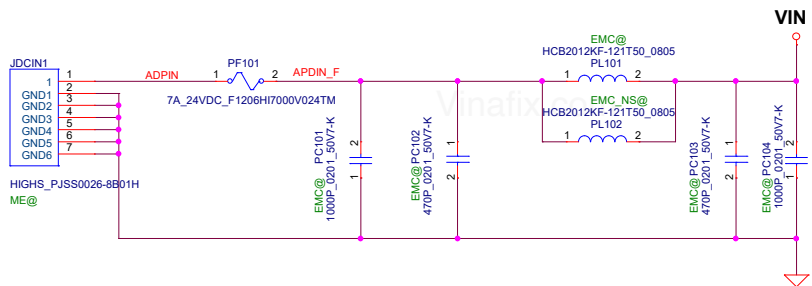 VIN
JDCIN1
1
GND1
GND2
GND3
GND4
GND5
GND6
1
2
3
4
5
6
7
HIGHS_PJSS0026-8B01H
ME@
ADPIN
PF101
1
2
7A_24VDC_F1206HI7000V024TM
APDIN_F
EMC@
HCB2012KF-121T50_0805
PL101
1
2
Vinafix.com
EMC_NS@
HCB2012KF-121T50_0805
PL102
1
2
EMC@ PC101
1000P_0201_50V7-K
2
1
EMC@ PC102
470P_0201_50V7-K
1
2
EMC@ PC103
470P_0201_50V7-K
1
2
EMC@ PC104
1000P_0201_50V7-K
2
1